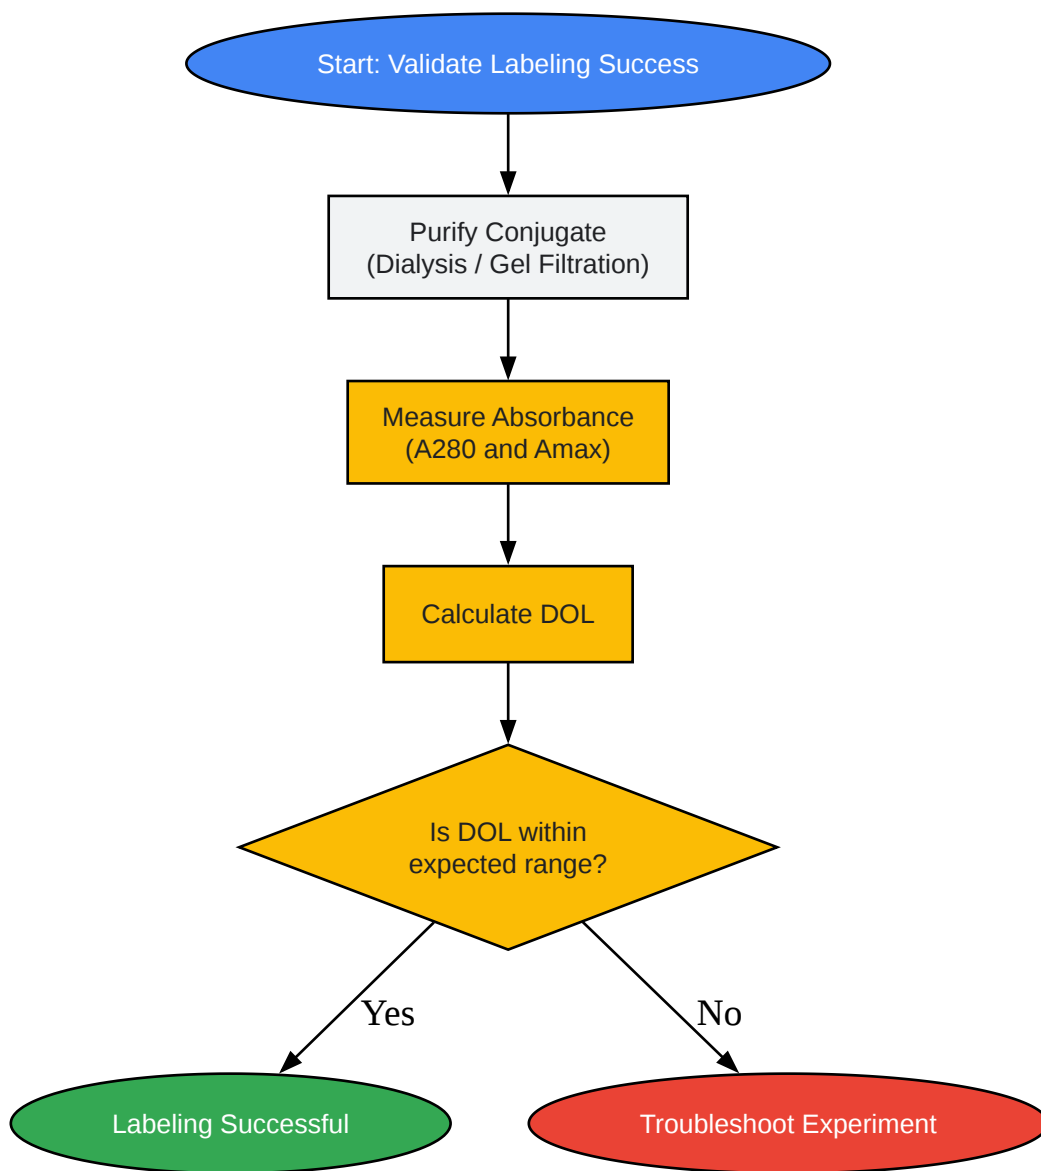 Start: Validate Labeling Success
Purify Conjugate
(Dialysis / Gel Filtration)
Measure Absorbance
(A280 and Amax)
Calculate DOL
Is DOL within
expected range?
Yes
No
Labeling Successful
Troubleshoot Experiment